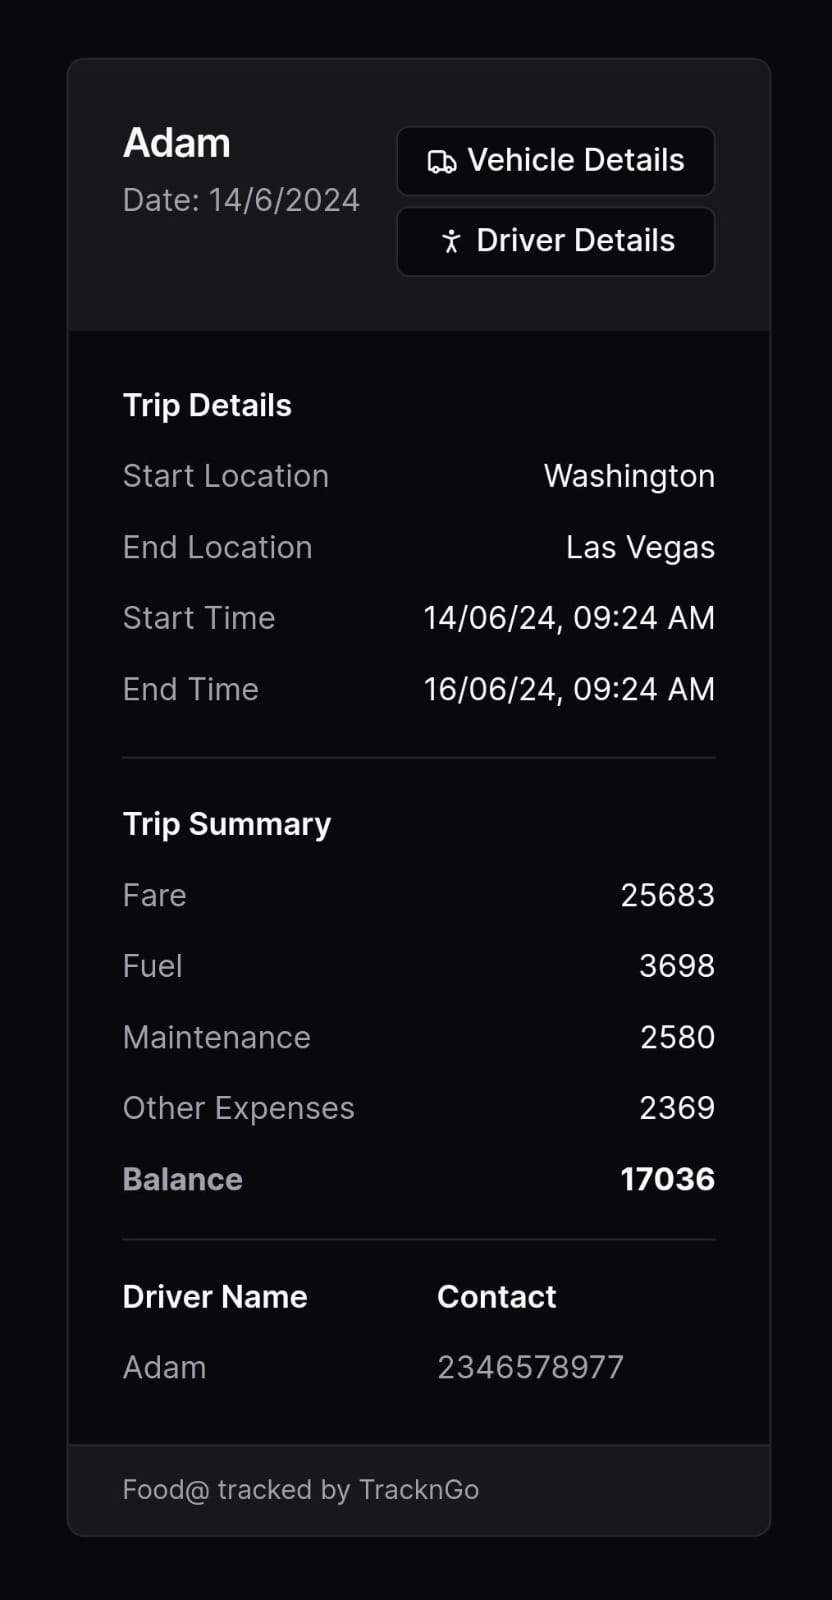 Adam
Date: 14/6/2024
Vehicle Details
Driver Details
Trip Details
Start Location Washington
End Location Las Vegas
Start Time 14/06/24, 09:24 AM
End Time 16/06/24, 09:24 AM
Trip Summary
Fare 25683
Fuel 3698
Maintenance 2580
Other Expenses 2369
Balance 17036
Driver Name Contact
Adam 2346578977
Food@ tracked by TracknGo